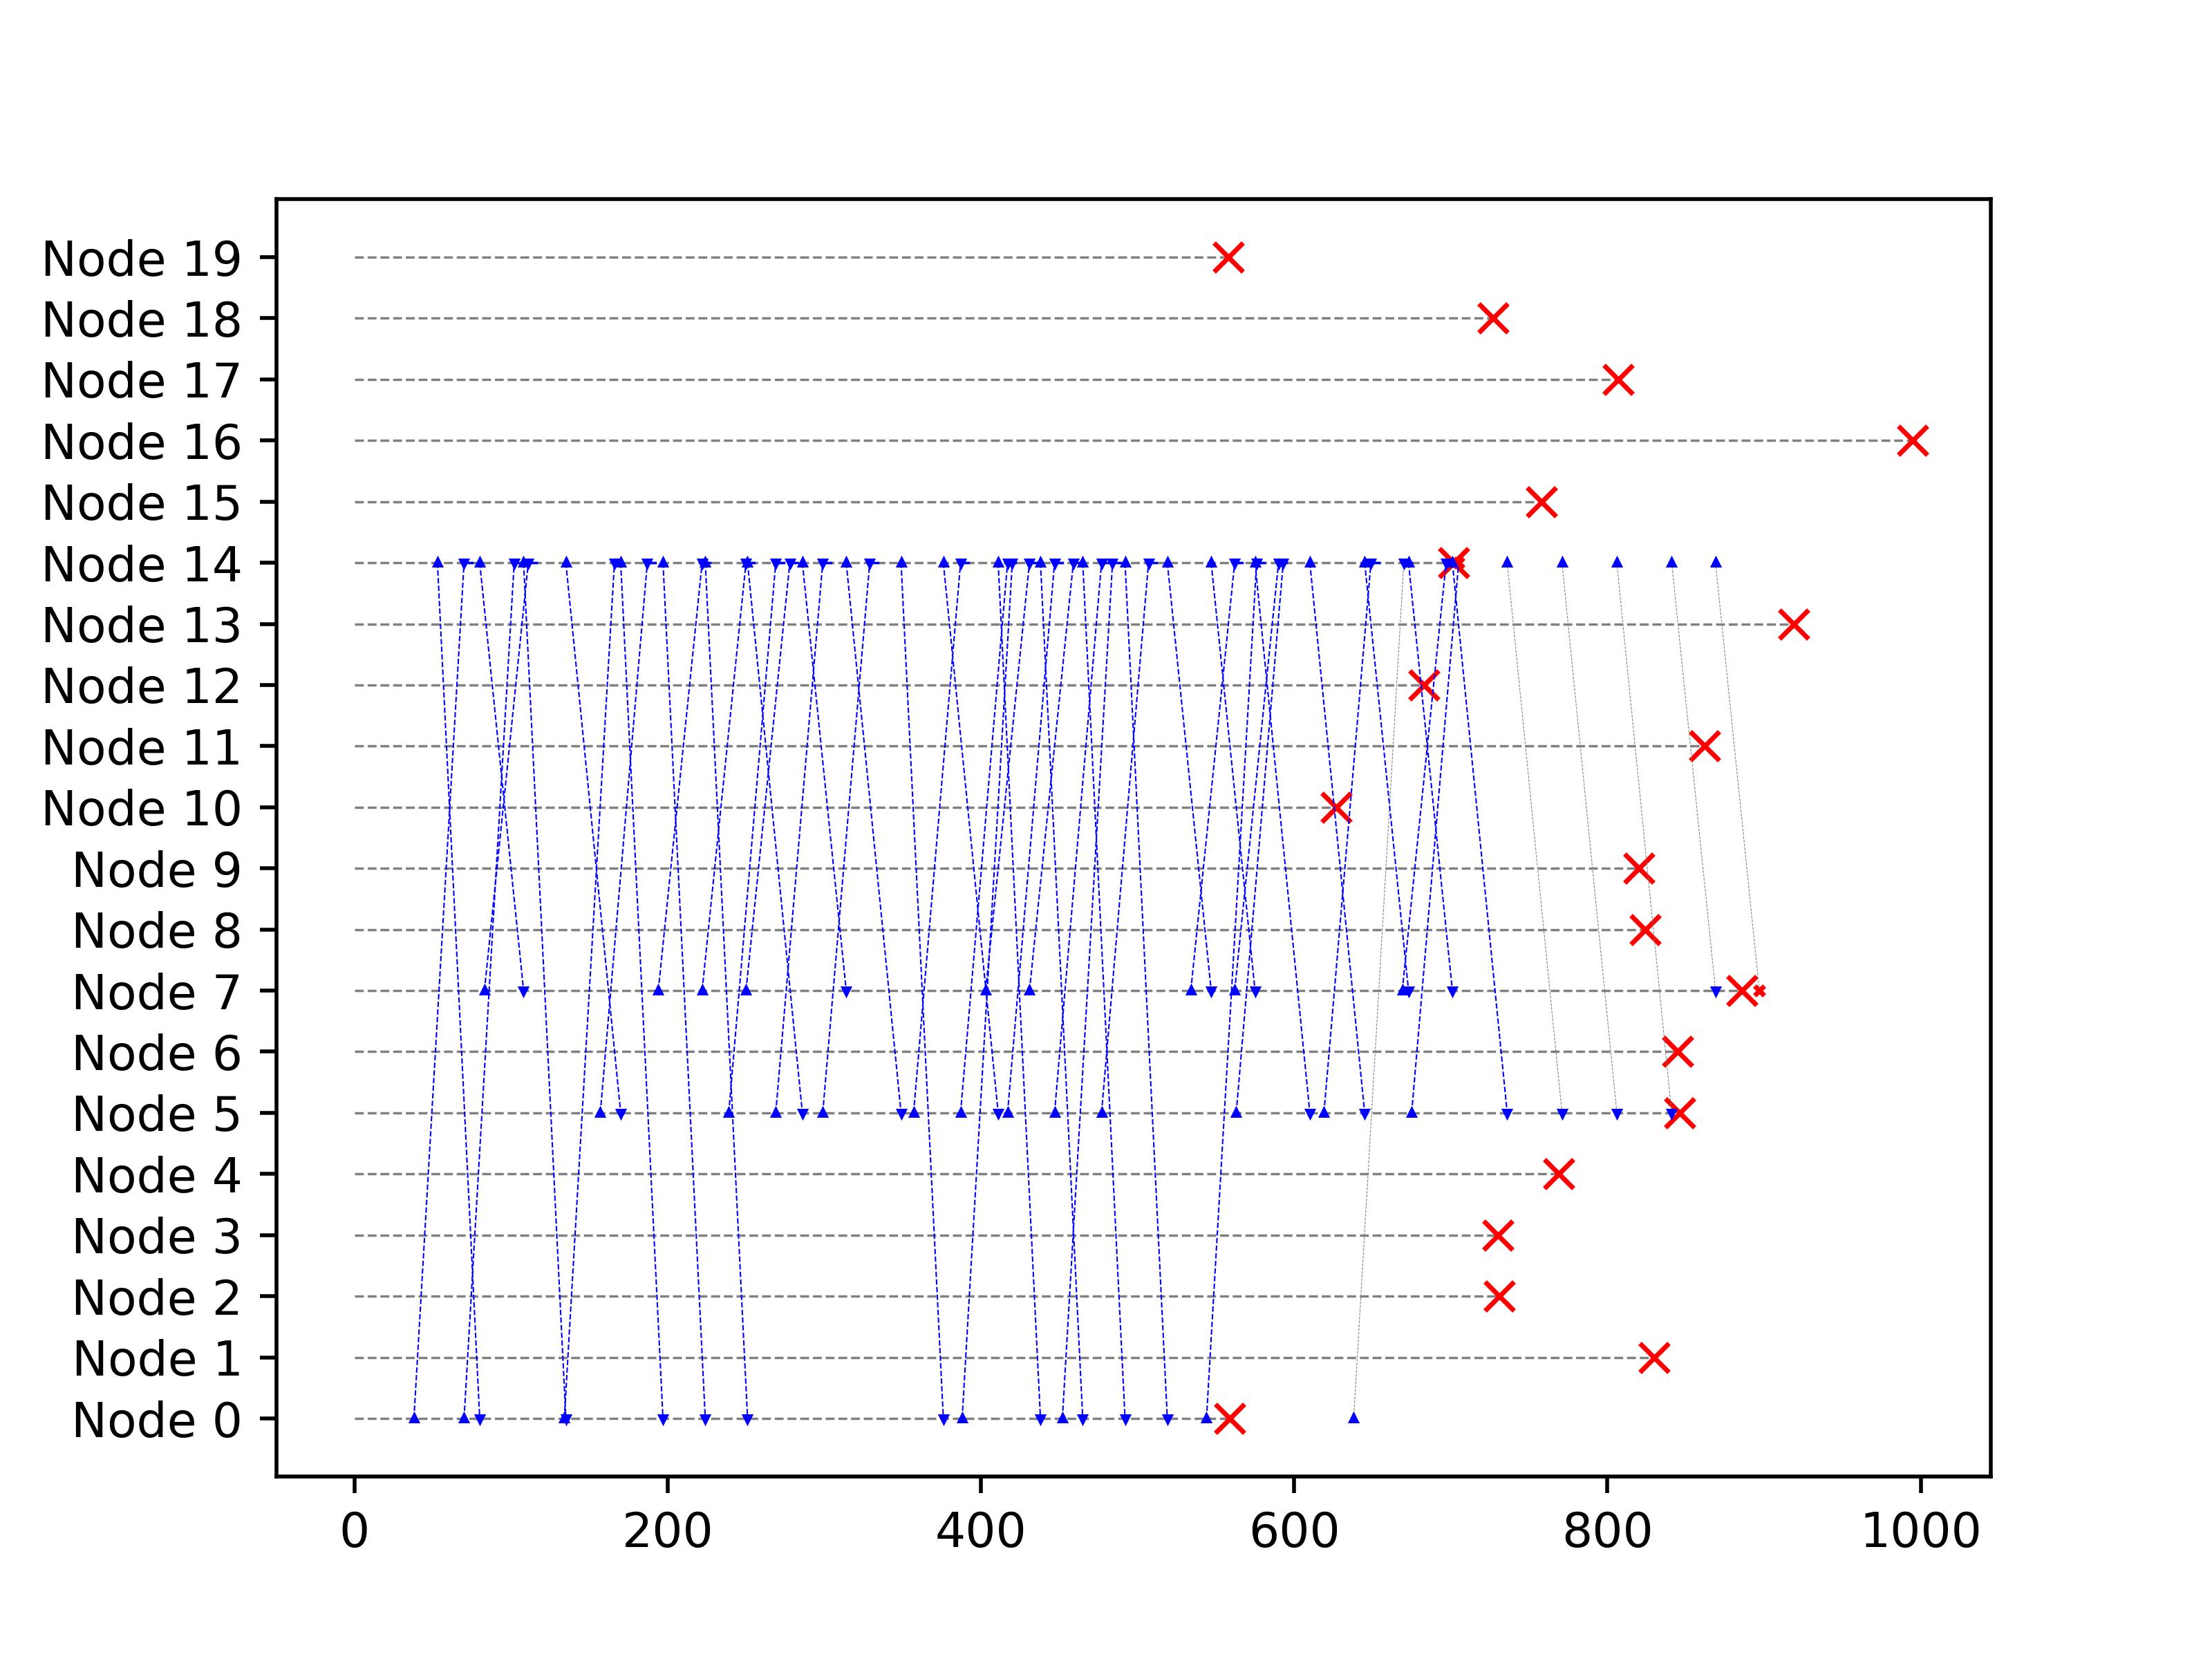 Node 19
Node 18
Node 17
Node 16
Node 15
Node 14
Node 13
Node 12
Node 11
Node 10
Node 9
Node 8
Node 7
Node 6
Node 5
Node 4
Node 3
Node 2
Node 1
Node 0
0 200 400 600 800 1000